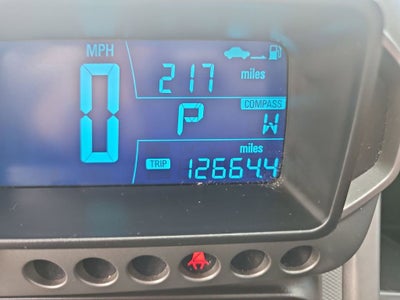 MPH
217
miles
0
P
COMPASS
W
miles
TRIP
12664.4